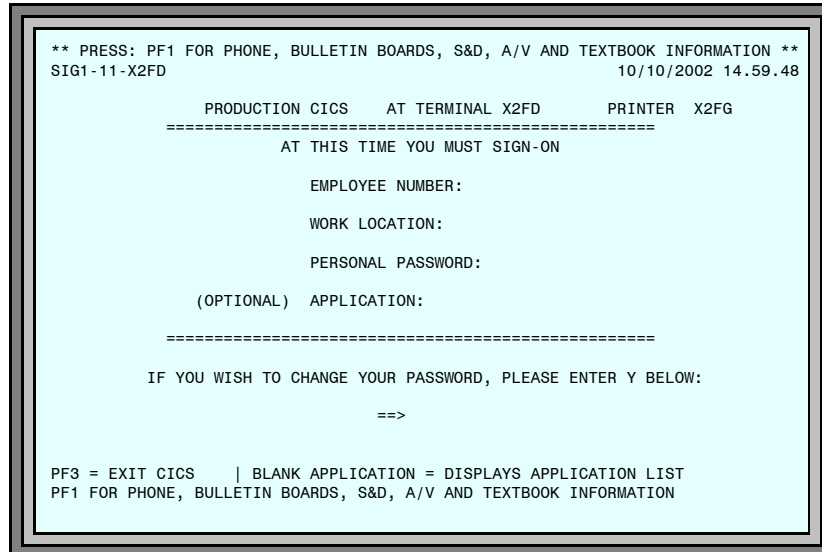 ** PRESS: PF1 FOR PHONE, BULLETIN BOARDS, S&D, A/V AND TEXTBOOK INFORMATION **
SIG1-11-X2FD 10/10/2002 14.59.48
PRODUCTION CICS AT TERMINAL X2FD PRINTER X2FG
===================================================
AT THIS TIME YOU MUST SIGN-ON
EMPLOYEE NUMBER:
WORK LOCATION:
PERSONAL PASSWORD:
(OPTIONAL) APPLICATION:
===================================================
IF YOU WISH TO CHANGE YOUR PASSWORD, PLEASE ENTER Y BELOW:
==>
PF3 = EXIT CICS | BLANK APPLICATION = DISPLAYS APPLICATION LIST
PF1 FOR PHONE, BULLETIN BOARDS, S&D, A/V AND TEXTBOOK INFORMATION